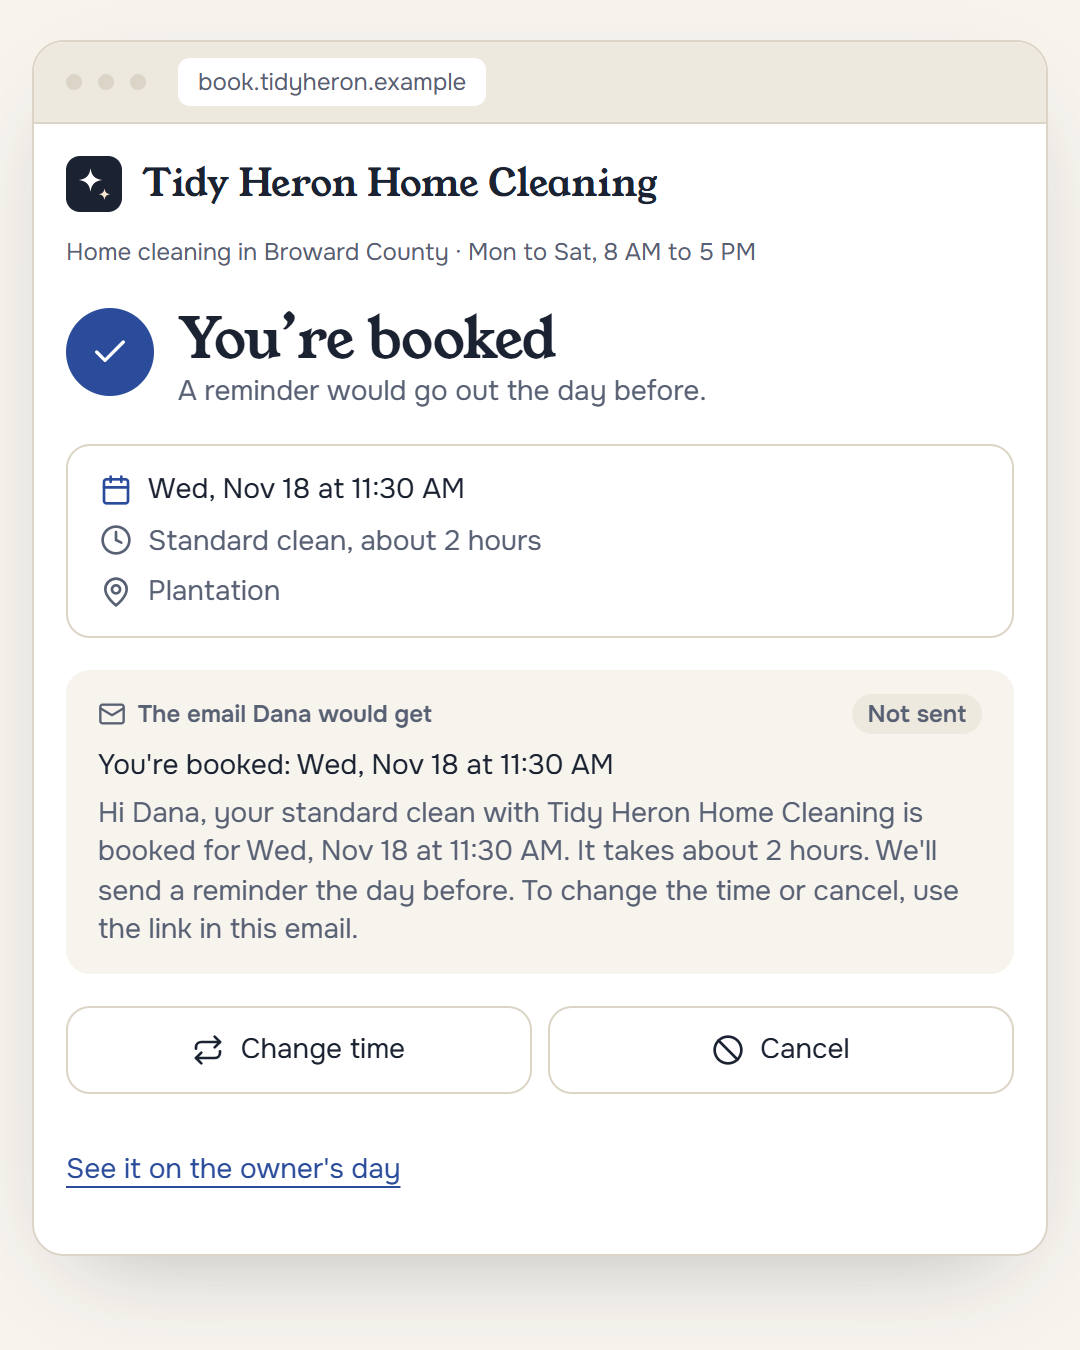 book.tidyheron.example
Tidy Heron Home Cleaning
Home cleaning in Broward County · Mon to Sat, 8 AM to 5 PM
You’re booked
A reminder would go out the day before.
Wed, Nov 18 at 11:30 AM
Standard clean, about 2 hours
Plantation
The email Dana would get
Not sent
You're booked: Wed, Nov 18 at 11:30 AM
Hi Dana, your standard clean with Tidy Heron Home Cleaning is
booked for Wed, Nov 18 at 11:30 AM. It takes about 2 hours. We'll
send a reminder the day before. To change the time or cancel, use
the link in this email.
Change time
Cancel
See it on the owner's day